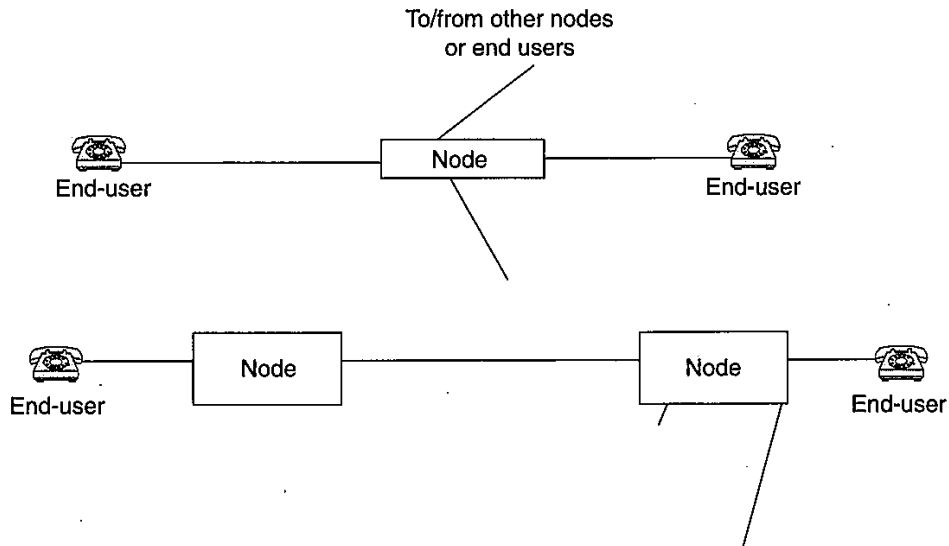 To/from other nodes
or end users
Node
End-user
End-user
Node
Node
End-user
End-user